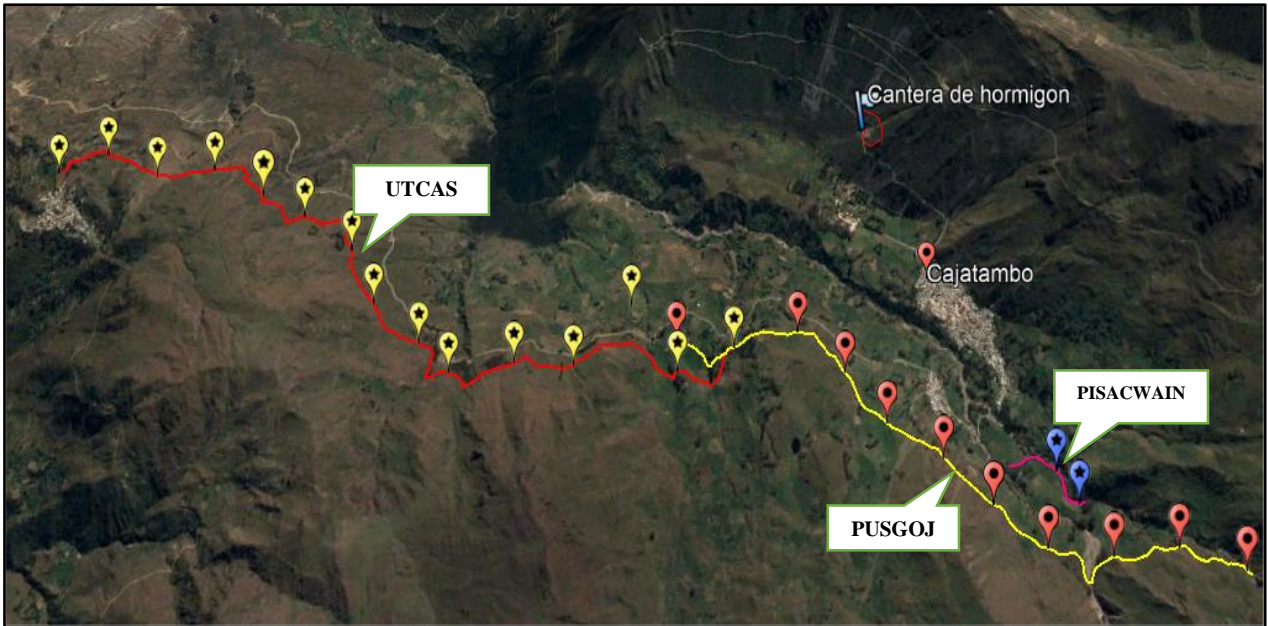 Cantera de hormigon
UTCAS
Cajatambo
PISACWAIN
PUSGOJ